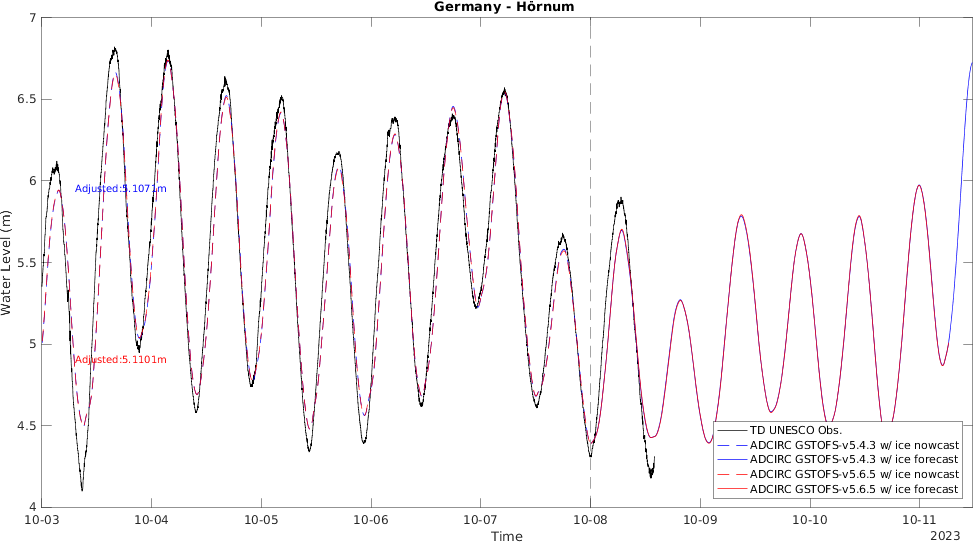 Germany - Hörnum
7
6.5
6
5.5
5
4.5
4
Water Level (m)
Adjusted:5.1071m
Adjusted:5.1101m
TD UNESCO Obs.
ADCIRC GSTOFS-v5.4.3 w/ ice nowcast
ADCIRC GSTOFS-v5.4.3 w/ ice forecast
ADCIRC GSTOFS-v5.6.5 w/ ice nowcast
ADCIRC GSTOFS-v5.6.5 w/ ice forecast
10-03 10-04 10-05 10-06 10-07 10-08 10-09 10-10 10-11
Time
2023